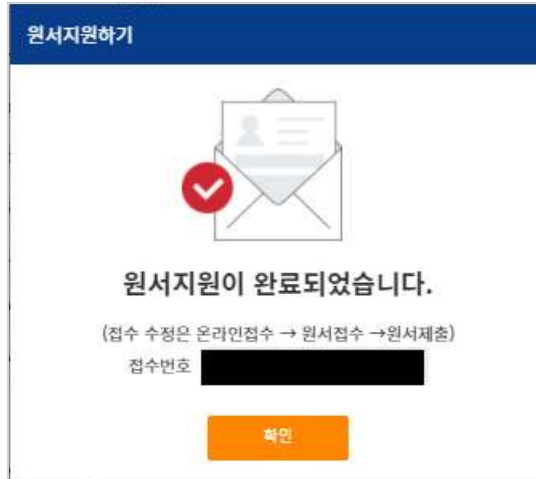 원서지원하기
원서지원이 완료되었습니다.
(접수 수정은 온라인접수 → 원서접수 →원서제출)
접수번호
확인